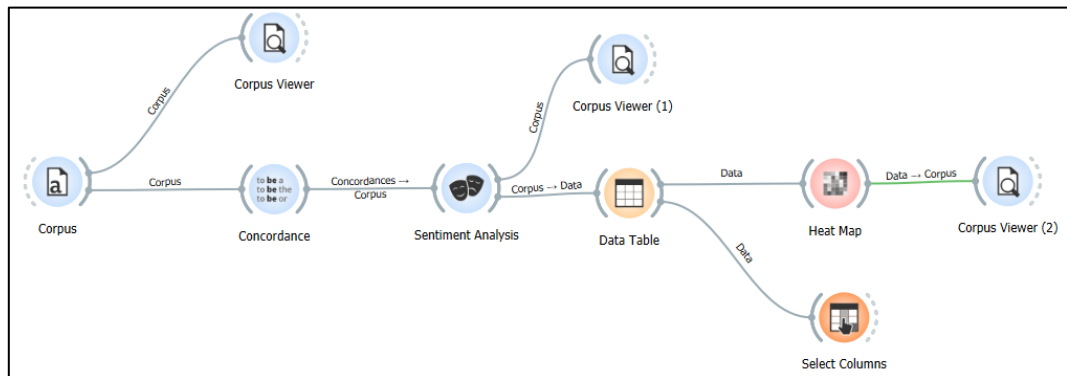 Corpus Viewer
Corpus
Corpus Viewer (1)
Corpus
a
Corpus
Corpus
to be a
to be the
to be or
Concordance
Concordances →
Corpus
Sentiment Analysis
Corpus → Data
Data Table
Data
Heat Map
Data → Corpus
Corpus Viewer (2)
Data
Select Columns